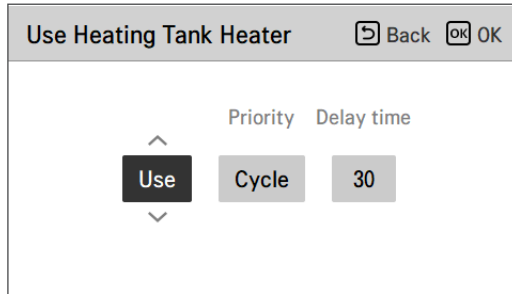 Use Heating Tank Heater Back OK OK
Priority Delay time
Use Cycle 30